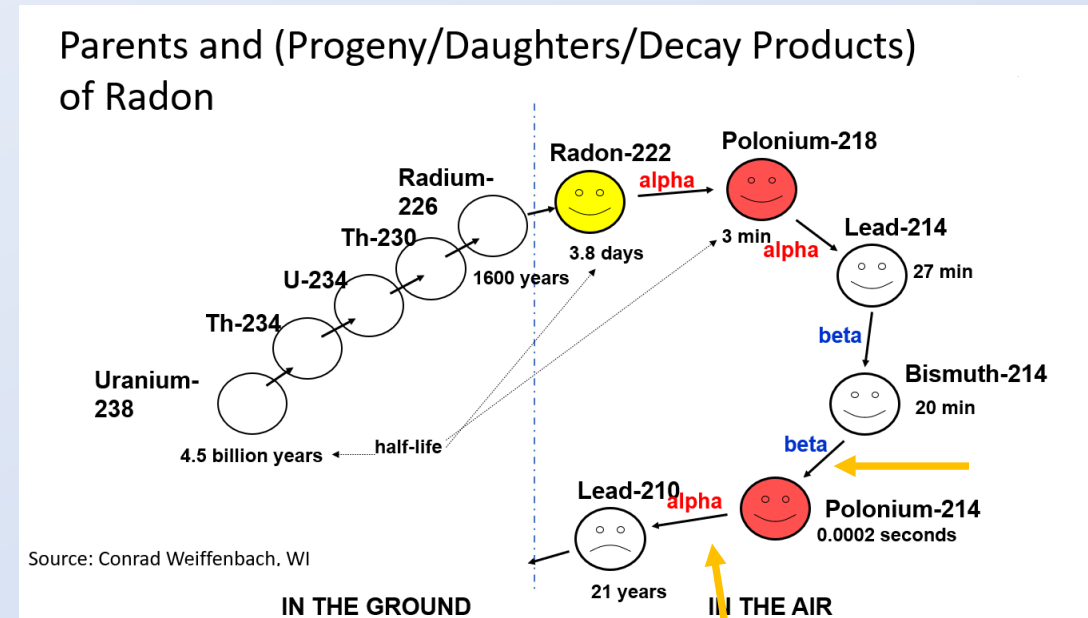 Parents and (Progeny/Daughters/Decay Products)
of Radon
Polonium-218
Radon-222
alpha
Radium-
226
3 min
alpha
Lead-214
Th-230
3.8 days
27 min
1600 years
U-234
Th-234
beta
Uranium-
238
Bismuth-214
20 min
half-life
4.5 billion years
beta
Lead-210
alpha
Polonium-214
0.0002 seconds
Source: Conrad Weiffenbach, WI
21 years
IN THE GROUND
IN THE AIR